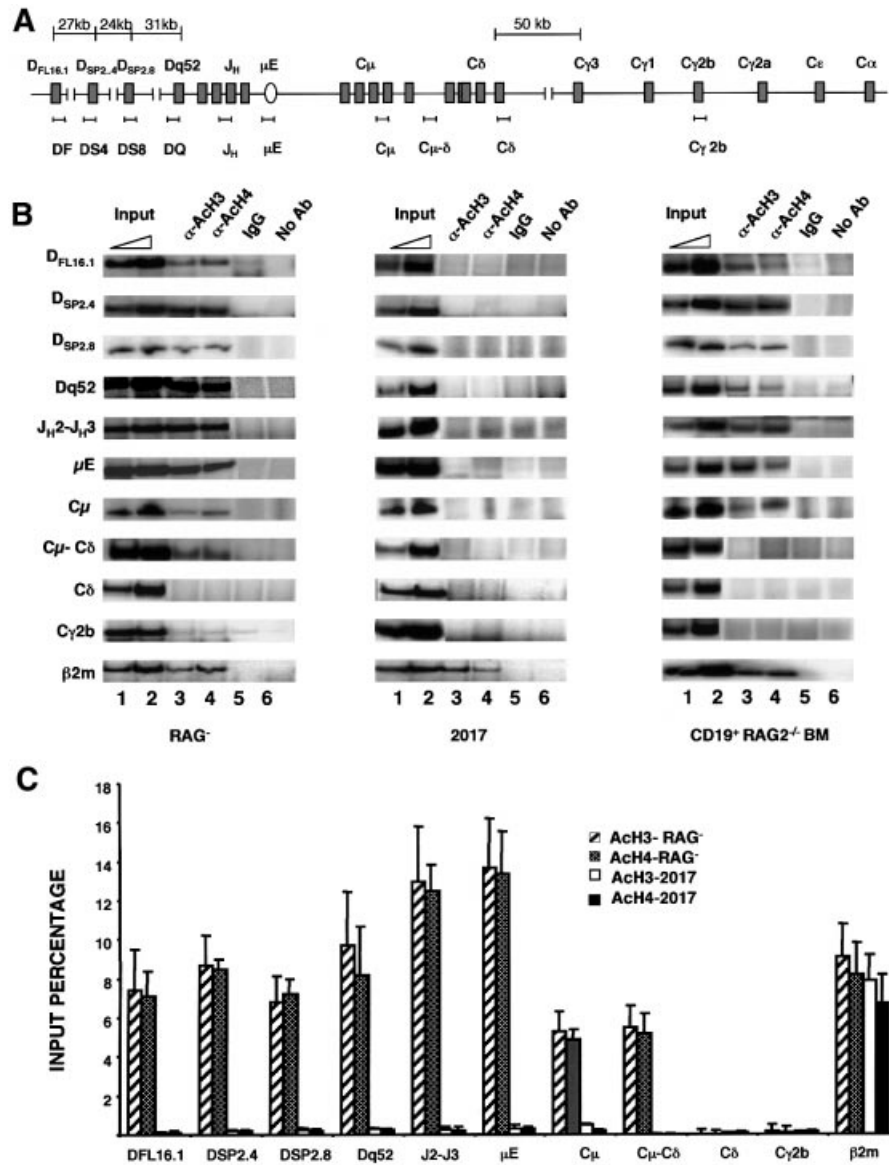 A
27kb 24kb 31kb 50 kb
DFL16.1 DSP2..4 DSP2.8 Dq52 JH μE Cμ Cδ Cγ3 Cγ1 Cγ2b Cγ2a Cε Cα
DF DS4 DS8 DQ JH μE Cμ Cμ-δ Cδ Cγ 2b
B
Input α-AcH3 α-AcH4 IgG No Ab Input α-AcH3 α-AcH4 IgG No Ab Input α-AcH3 α-AcH4 IgG No Ab
DFL16.1
DSP2.4
DSP2.8
Dq52
JH2-JH3
μE
Cμ
Cμ- Cδ
Cδ
Cγ2b
β2m
1 2 3 4 5 6 1 2 3 4 5 6 1 2 3 4 5 6
RAG- 2017 CD19+ RAG2-/- BM
C
INPUT PERCENTAGE
18
16
14
12
10
8
6
4
2
AcH3- RAG-
AcH4-RAG-
AcH3-2017
AcH4-2017
DFL16.1 DSP2.4 DSP2.8 Dq52 J2-J3 μE Cμ Cμ-Cδ Cδ Cγ2b β2m